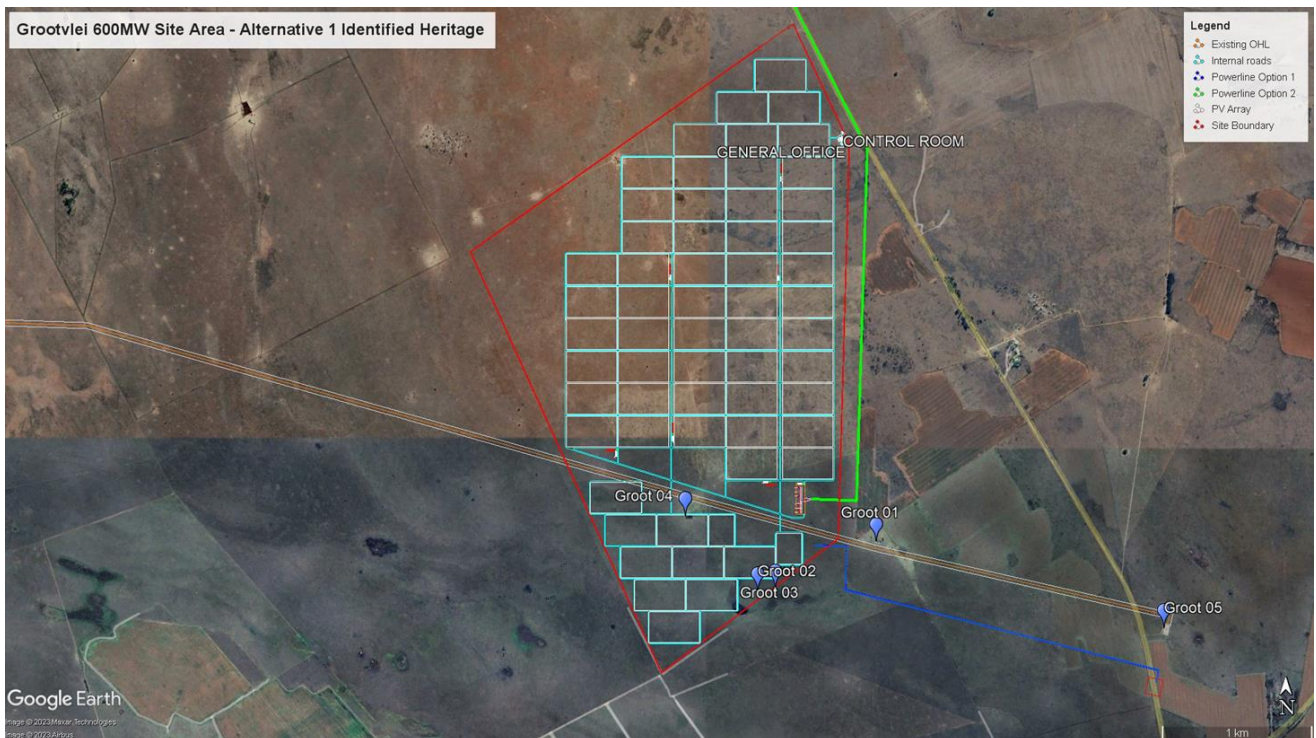 Grootvlei 600MW Site Area - Alternative 1 Identified Heritage
Legend
Existing OHL
Internal roads
Powerline Option 1
Powerline Option 2
PV Array
Site Boundary
CONTROL ROOM
GENERAL OFFICE
Groot 04
Groot 01
Groot 02
Groot 03
Groot 05
Google Earth
Image © 2023 Maxar Technologies
Image © 2023 Airbus
N
1 km